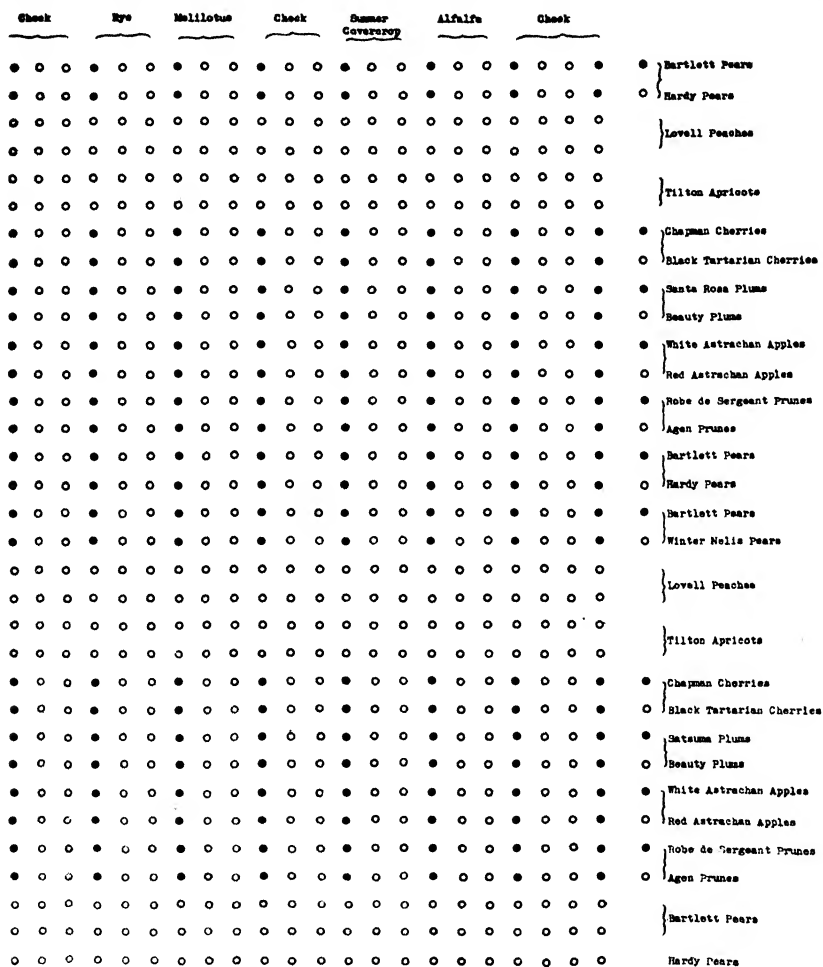 Check Rye Melilotus Check Summer Alfalfa Check
Covercrop
Bartlett Pears
Hardy Pears
Lovell Peaches
Tilton Apricots
Chapman Cherries
Black Tartarian Cherries
Santa Rosa Plums
Beauty Plums
White Astrachan Apples
Red Astrachan Apples
Robe de Sergeant Prunes
Agen Prunes
Bartlett Pears
Hardy Pears
Bartlett Pears
Winter Nelis Pears
Lovell Peaches
Tilton Apricots
Chapman Cherries
Black Tartarian Cherries
Satsuma Plums
Beauty Plums
White Astrachan Apples
Red Astrachan Apples
Robe de Sergeant Prunes
Agen Prunes
Bartlett Pears
Hardy Pears